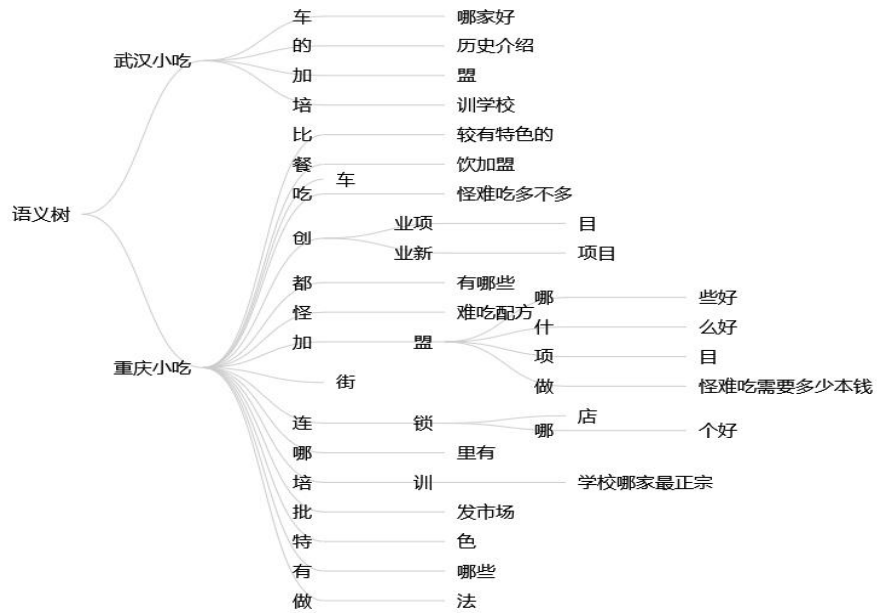 车 哪家好
的 历史介绍
武汉小吃
加 盟
培 训学校
比 较有特色的
餐 饮加盟
车
吃 怪难吃多不多
语义树
业项 目
创
业新 项目
都 有哪些
哪 些好
怪 难吃配方
什 么好
加 盟
项 目
重庆小吃
街
做 怪难吃需要多少本钱
店
连 锁
哪 个好
哪 里有
培 训 学校哪家最正宗
批 发市场
特 色
有 哪些
做 法